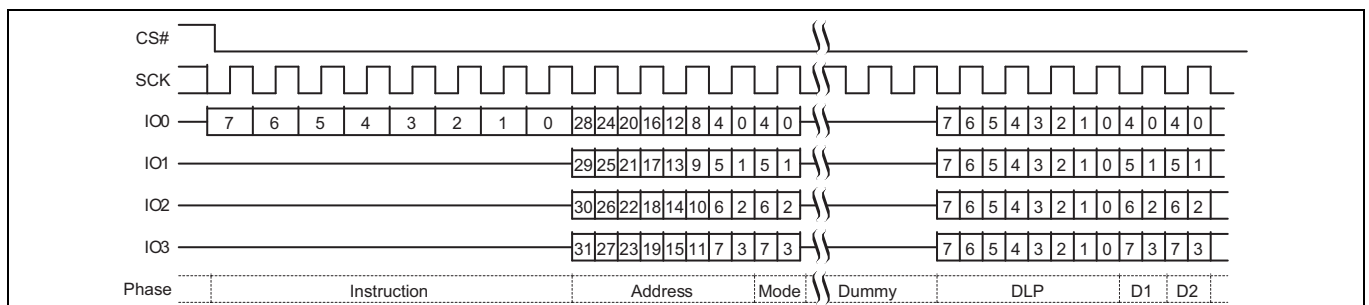 CS#
SCK
IO0 7 6 5 4 3 2 1 0 28 24 20 16 12 8 4 0 4 0 7 6 5 4 3 2 1 0 4 0 4 0
IO1 29 25 21 17 13 9 5 1 5 1 7 6 5 4 3 2 1 0 5 1 5 1
IO2 30 26 22 18 14 10 6 2 6 2 7 6 5 4 3 2 1 0 6 2 6 2
IO3 31 27 23 19 15 11 7 3 7 3 7 6 5 4 3 2 1 0 7 3 7 3
Phase Instruction Address Mode Dummy DLP D1 D2